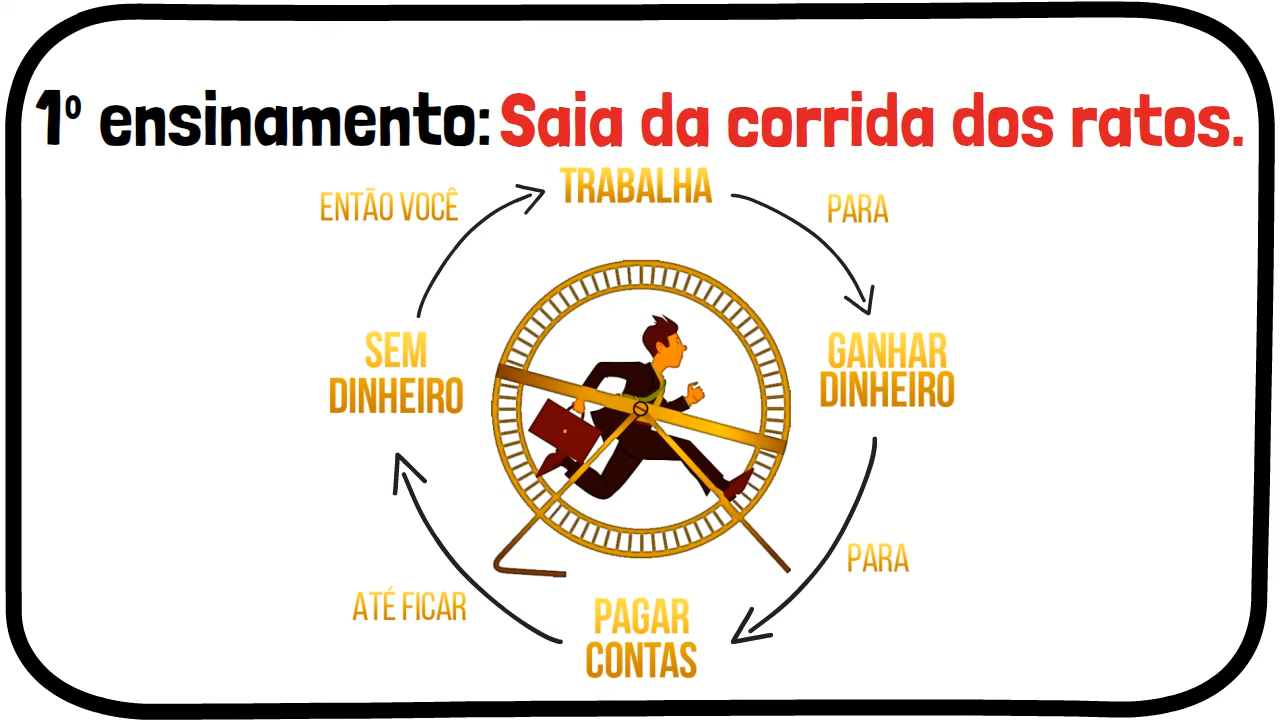 1º ensinamento: Saia da corrida dos ratos.
TRABALHA
PARA
GANHAR
DINHEIRO
PARA
PAGAR
CONTAS
ATÉ FICAR
SEM
DINHEIRO
ENTÃO VOCÊ